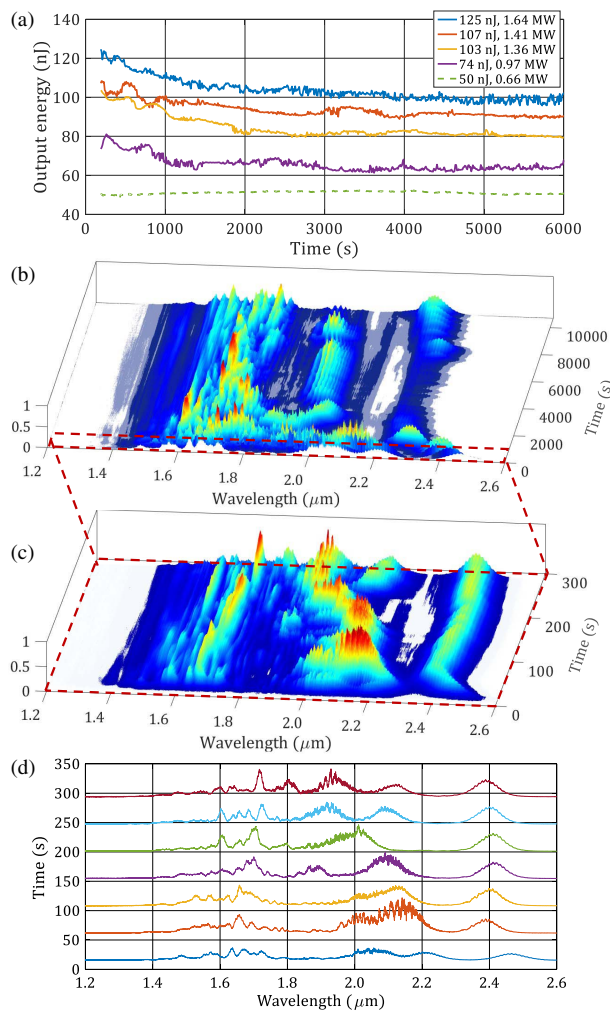 (a)
140
120
100
80
60
40
Output energy (nJ)
125 nJ, 1.64 MW
107 nJ, 1.41 MW
103 nJ, 1.36 MW
74 nJ, 0.97 MW
50 nJ, 0.66 MW
0 1000 2000 3000 4000 5000 6000
Time (s)
(b)
1
0.5
0
1.2 1.4 1.6 1.8 2.0 2.2 2.4 2.6
Wavelength (μm)
0
2000
4000
6000
8000
10000
Time (s)
(c)
1
0.5
0
1.2 1.4 1.6 1.8 2.0 2.2 2.4 2.6
Wavelength (μm)
0
100
200
300
Time (s)
(d)
350
300
250
200
150
100
50
0
Time (s)
1.2 1.4 1.6 1.8 2.0 2.2 2.4 2.6
Wavelength (μm)